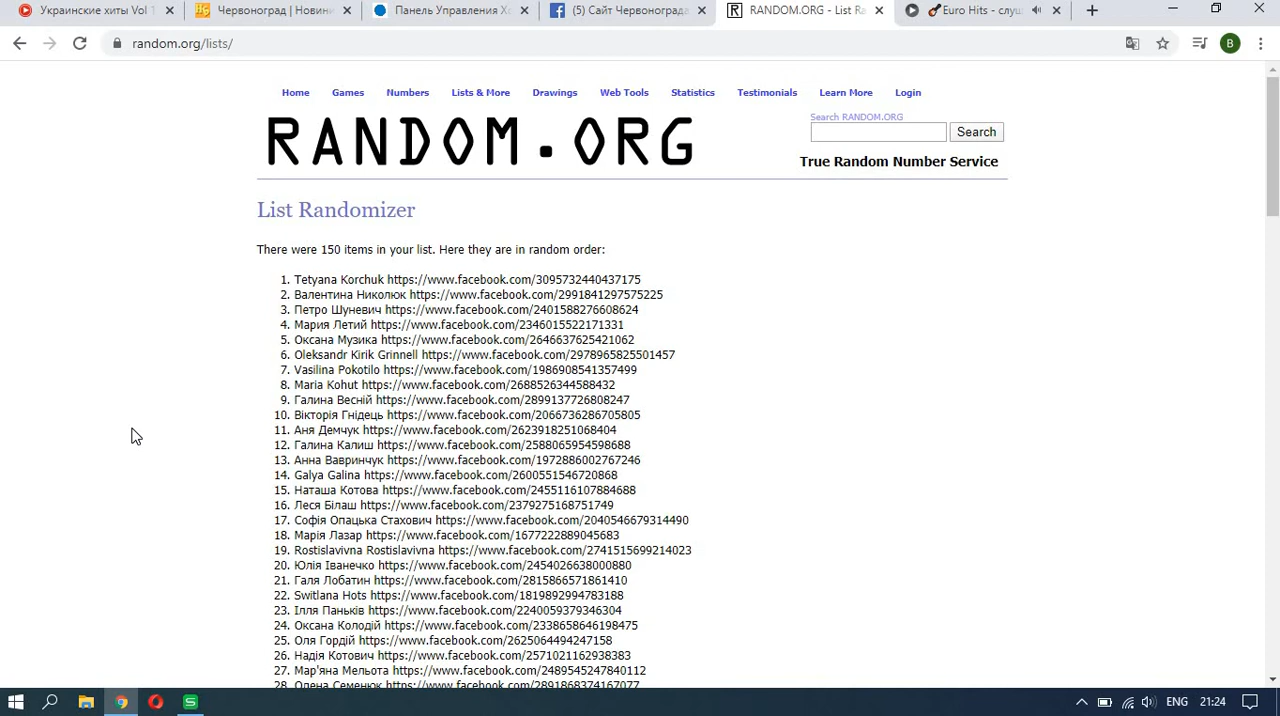 Украинские хиты Vol 1
Червоноград | Новини
Панель Управления Хо
(5) Сайт Червонограда
RANDOM.ORG - List Ra
Euro Hits - слуш
random.org/lists/
B
Home Games Numbers Lists & More Drawings Web Tools Statistics Testimonials Learn More Login
RANDOM.ORG
Search RANDOM.ORG
Search
True Random Number Service
List Randomizer
There were 150 items in your list. Here they are in random order:
1. Tetyana Korchuk https://www.facebook.com/3095732440437175
2. Валентина Николюк https://www.facebook.com/2991841297575225
3. Петро Шуневич https://www.facebook.com/2401588276608624
4. Мария Летий https://www.facebook.com/2346015522171331
5. Оксана Музика https://www.facebook.com/2646637625421062
6. Oleksandr Kirik Grinnell https://www.facebook.com/2978965825501457
7. Vasilina Pokotilo https://www.facebook.com/1986908541357499
8. Maria Kohut https://www.facebook.com/2688526344588432
9. Галина Весній https://www.facebook.com/2899137726808247
10. Вікторія Гнідець https://www.facebook.com/2066736286705805
11. Аня Демчук https://www.facebook.com/2623918251068404
12. Галина Калиш https://www.facebook.com/2588065954598688
13. Анна Вавринчук https://www.facebook.com/1972886002767246
14. Galya Galina https://www.facebook.com/2600551546720868
15. Наташа Котова https://www.facebook.com/2455116107884688
16. Леся Білаш https://www.facebook.com/2379275168751749
17. Софія Опацька Стахович https://www.facebook.com/2040546679314490
18. Марія Лазар https://www.facebook.com/1677222889045683
19. Rostislavivna Rostislavivna https://www.facebook.com/2741515699214023
20. Юлія Іванечко https://www.facebook.com/2454026638000880
21. Галя Лобатин https://www.facebook.com/2815866571861410
22. Switlana Hots https://www.facebook.com/1819892994783188
23. Ілля Паньків https://www.facebook.com/2240059379346304
24. Оксана Колодій https://www.facebook.com/2338658646198475
25. Оля Гордій https://www.facebook.com/2625064494247158
26. Надія Котович https://www.facebook.com/2571021162938383
27. Мар'яна Мельота https://www.facebook.com/2489545247840112
28. Олена Семенюк https://www.facebook.com/2891868374167077
ENG 21:24